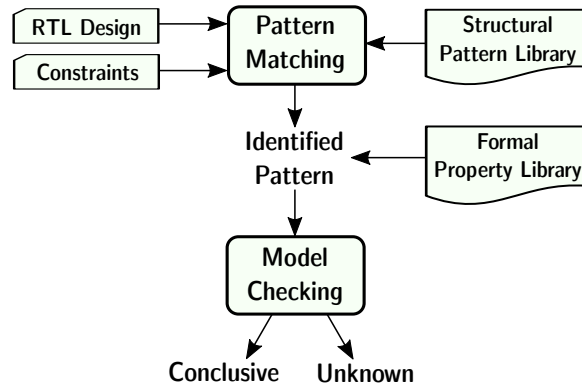 RTL Design
Constraints
Pattern
Matching
Structural
Pattern Library
Identified
Pattern
Formal
Property Library
Model
Checking
Conclusive
Unknown